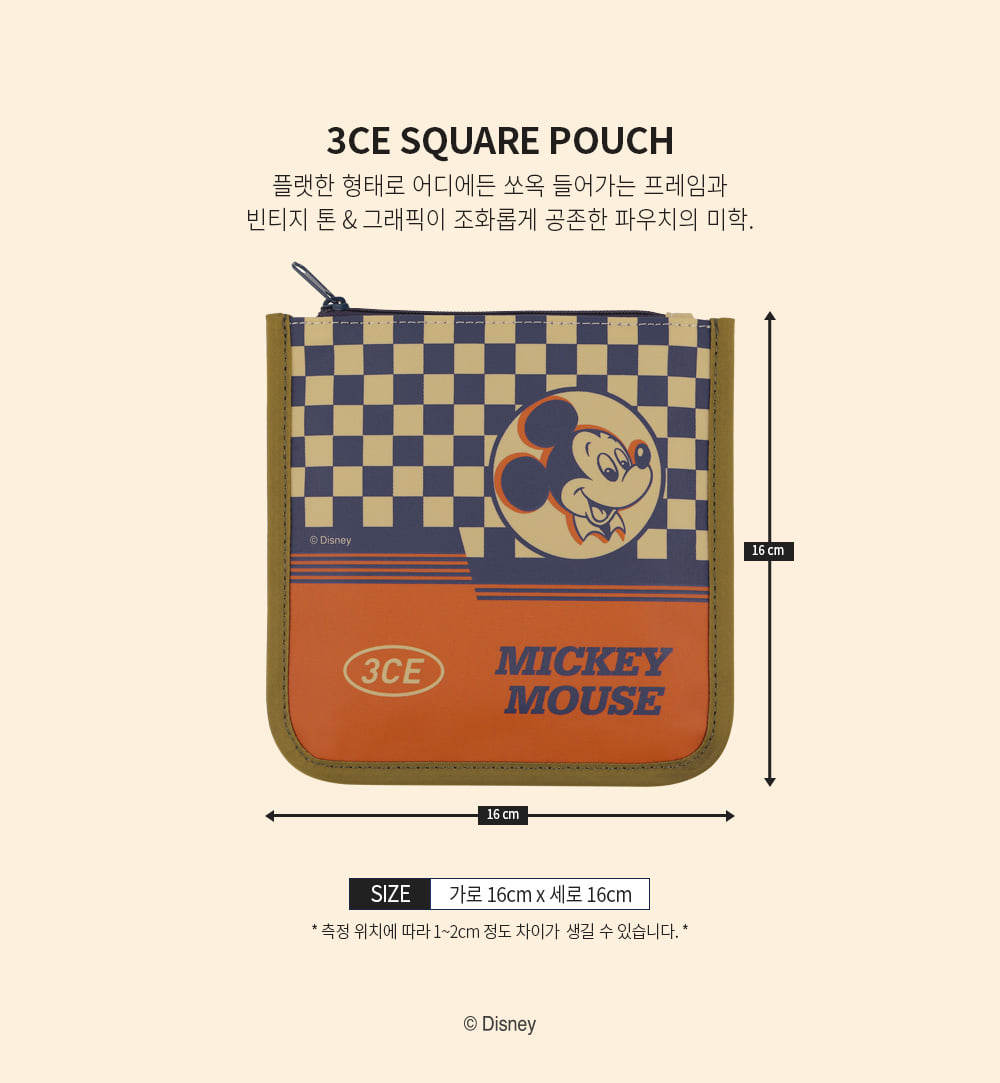 3CE SQUARE POUCH
플랫한 형태로 어디에든 쏘옥 들어가는 프레임과
빈티지 톤 & 그래픽이 조화롭게 공존한 파우치의 미학.
© Disney
16 cm
3CE
MICKEY
MOUSE
16 cm
SIZE 가로 16cm x 세로 16cm
* 측정 위치에 따라 1~2cm 정도 차이가 생길 수 있습니다. *
© Disney